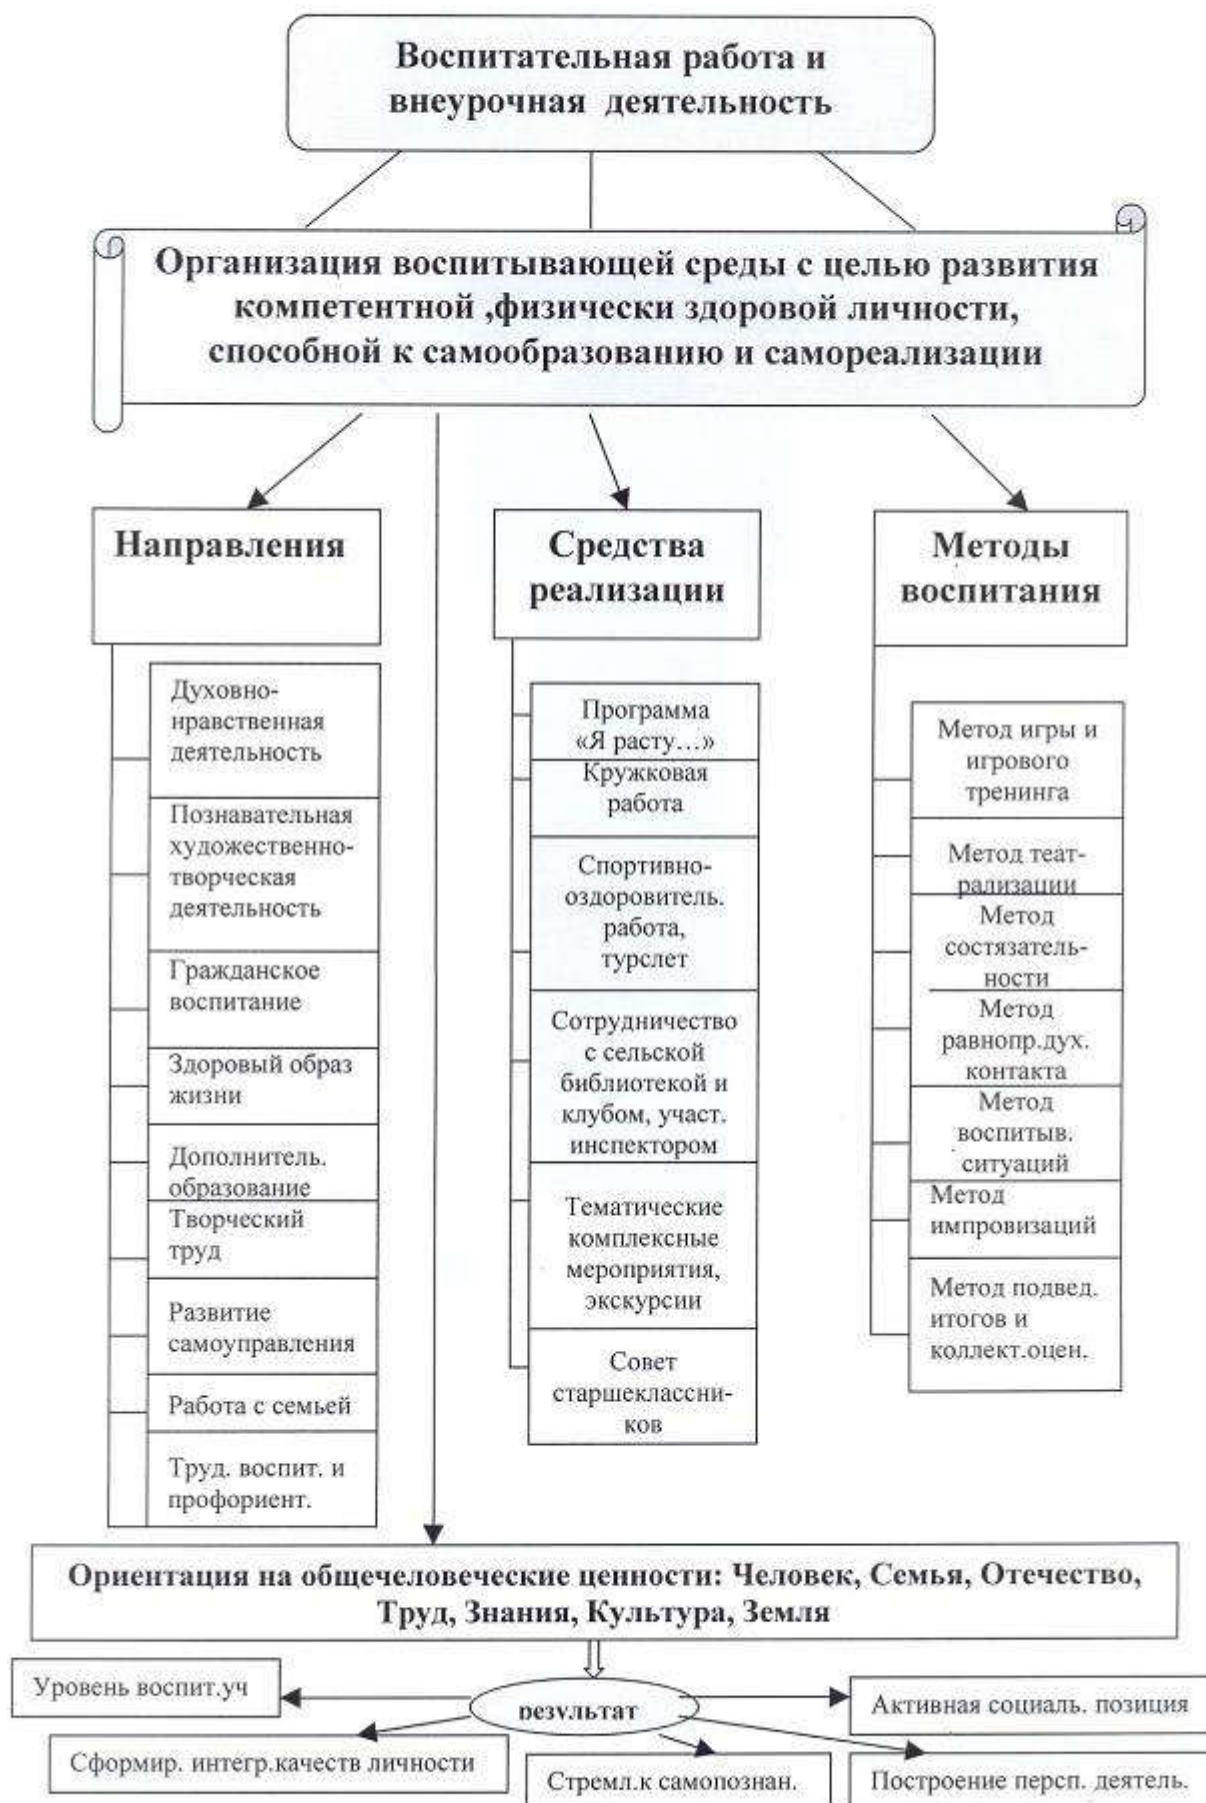 Воспитательная работа и
внеурочная деятельность
Организация воспитывающей среды с целью развития
компетентной ,физически здоровой личности,
способной к самообразованию и самореализации
Направления
Духовно-
нравственная
деятельность
Познавательная
художественно-
творческая
деятельность
Гражданское
воспитание
Здоровый образ
жизни
Дополнитель.
образование
Творческий
труд
Развитие
самоуправления
Работа с семьей
Труд. воспит. и
профориент.
Средства
реализации
Программа
«Я расту…»
Кружковая
работа
Спортивно-
оздоровитель.
работа,
турслет
Сотрудничество
с сельской
библиотекой и
клубом, участ.
инспектором
Тематические
комплексные
мероприятия,
экскурсии
Совет
старшеклассни-
ков
Методы
воспитания
Метод игры и
игрового
тренинга
Метод теат-
рализации
Метод
состязатель-
ности
Метод
равнопр.дух.
контакта
Метод
воспитыв.
ситуаций
Метод
импровизаций
Метод подвед.
итогов и
коллект.оцен.
Ориентация на общечеловеческие ценности: Человек, Семья, Отечество,
Труд, Знания, Культура, Земля
результат
Уровень воспит.уч
Активная социаль. позиция
Сформир. интегр.качеств личности
Стремл.к самопознан.
Построение персп. деятель.